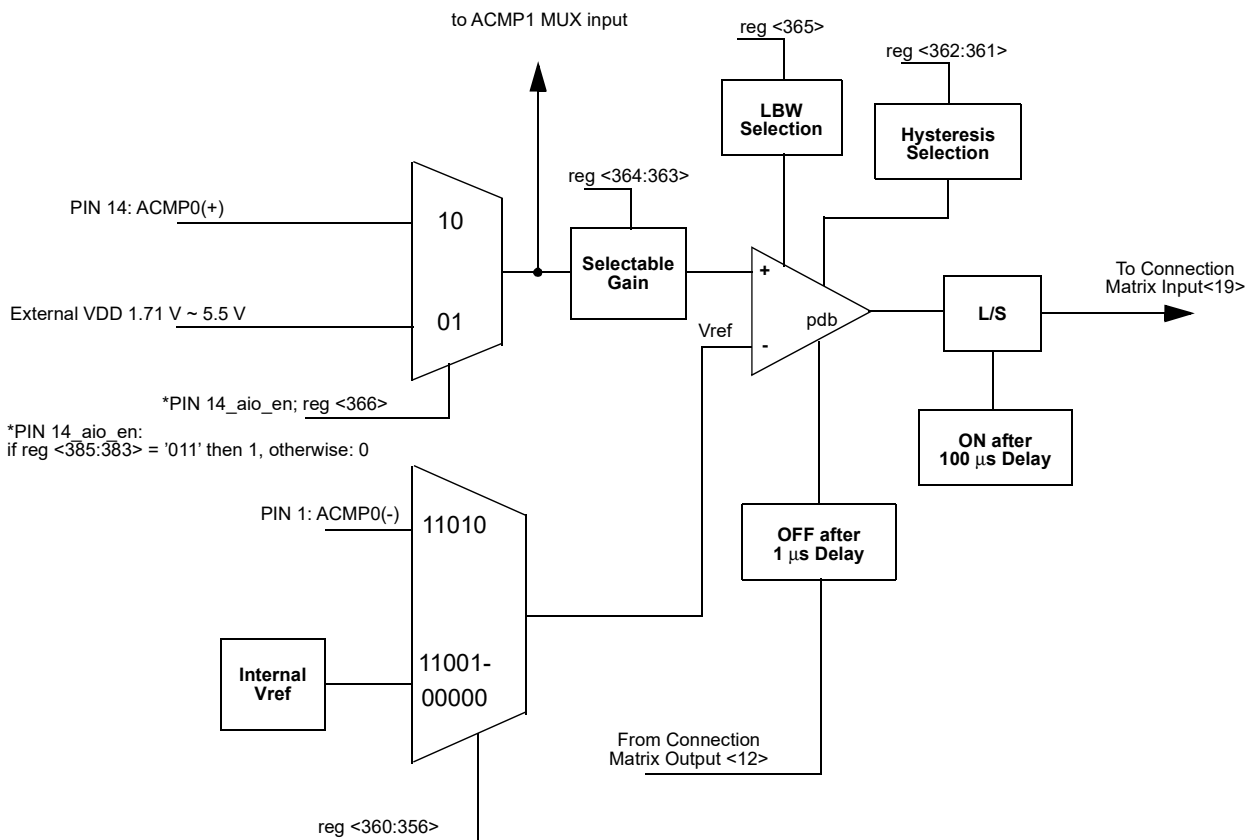 to ACMP1 MUX input
reg <365>
reg <362:361>
LBW
Selection
Hysteresis
Selection
reg <364:363>
PIN 14: ACMP0(+)
10
Selectable
Gain
+
To Connection
Matrix Input<19>
External VDD 1.71 V ~ 5.5 V
01
L/S
pdb
Vref
-
*PIN 14_aio_en; reg <366>
*PIN 14_aio_en:
if reg <385:383> = '011' then 1, otherwise: 0
ON after
100 μs Delay
PIN 1: ACMP0(-)
11010
OFF after
1 μs Delay
Internal
Vref
11001-
00000
From Connection
Matrix Output <12>
reg <360:356>